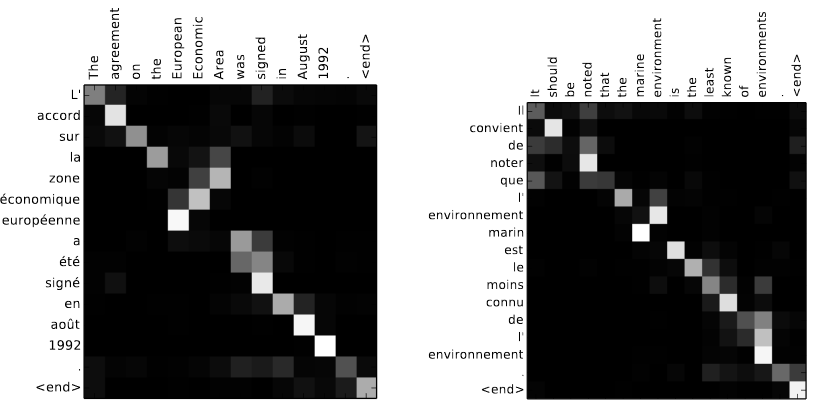 The agreement on the European Economic Area was signed in August 1992 . <end>
L'
accord
sur
la
zone
économique
européenne
a
été
signé
en
août
1992
.
<end>
It should be noted that the marine environment is the least known of environments . <end>
Il
convient
de
noter
que
l'
environnement
marin
est
le
moins
connu
de
l'
environnement
.
<end>